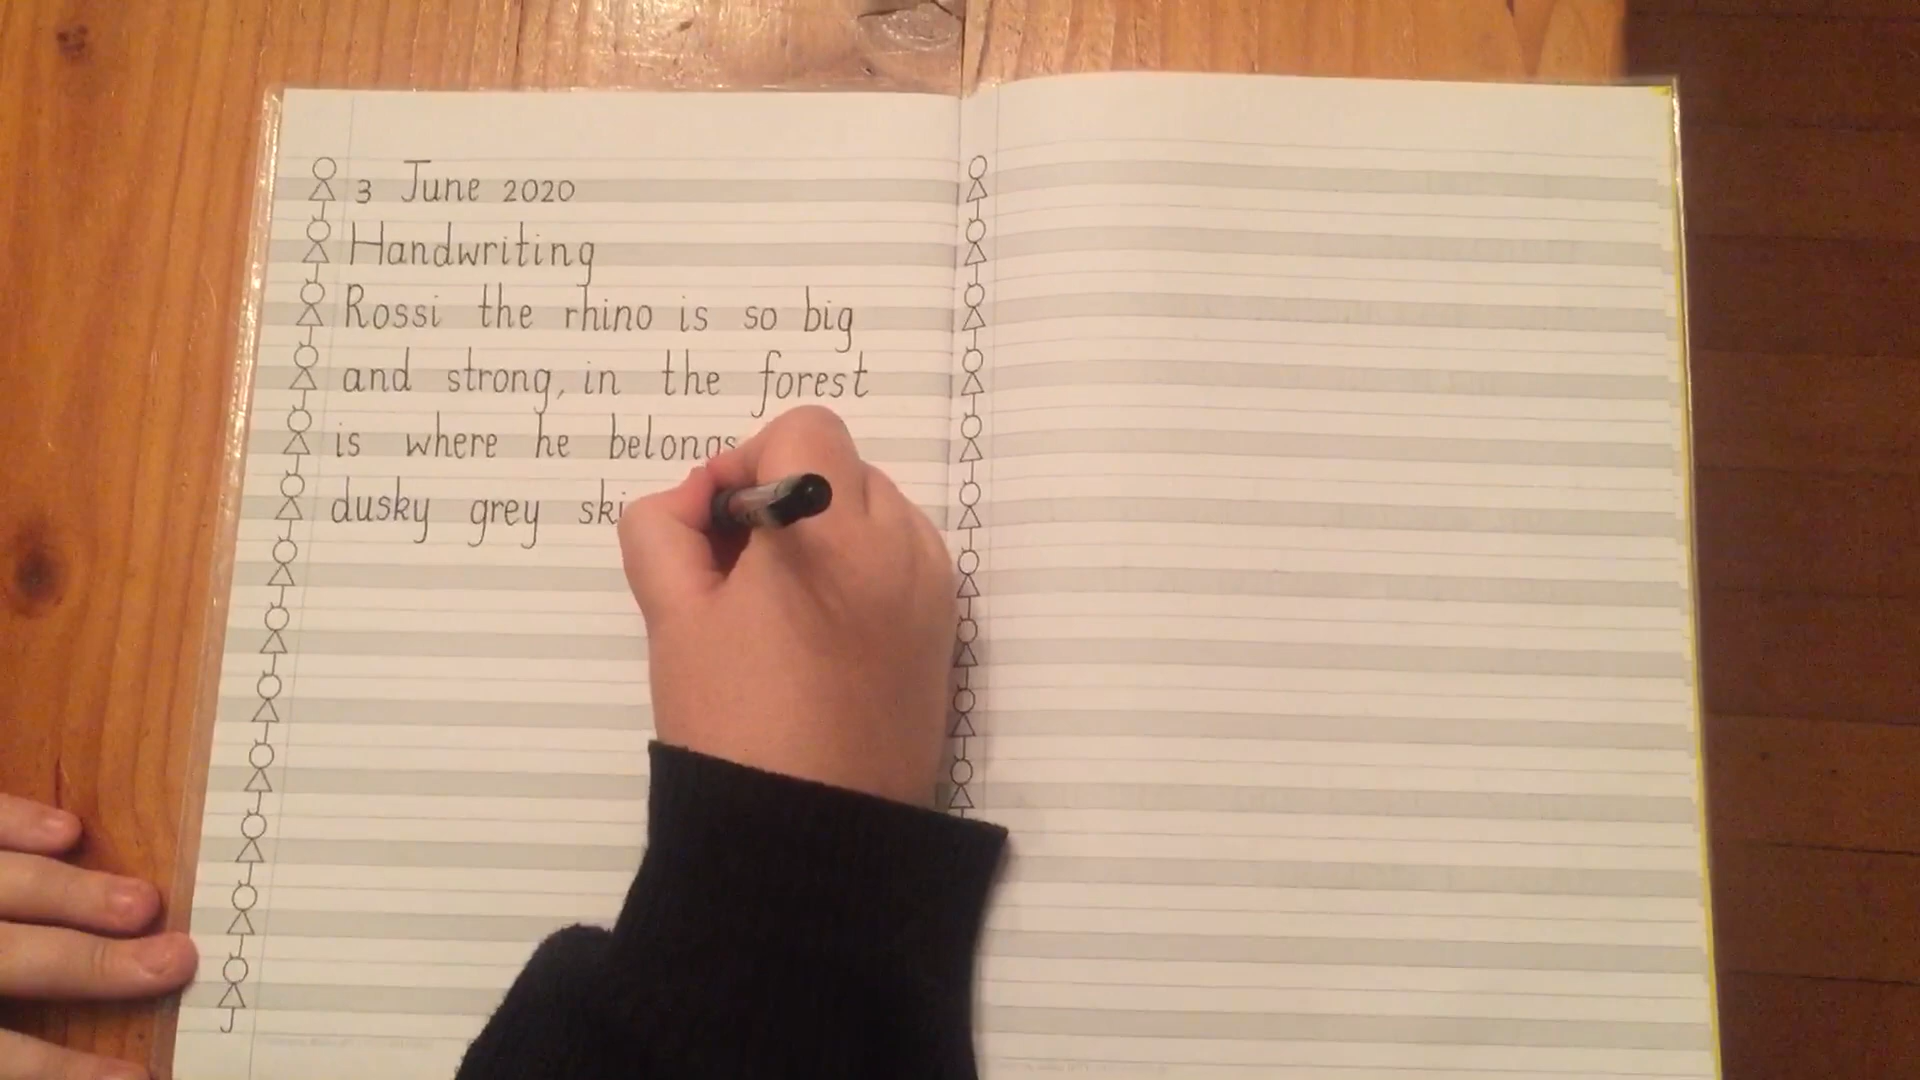 3 June 2020
Handwriting
Rossi the rhino is so big
and strong, in the forest
is where he belongs
dusky grey